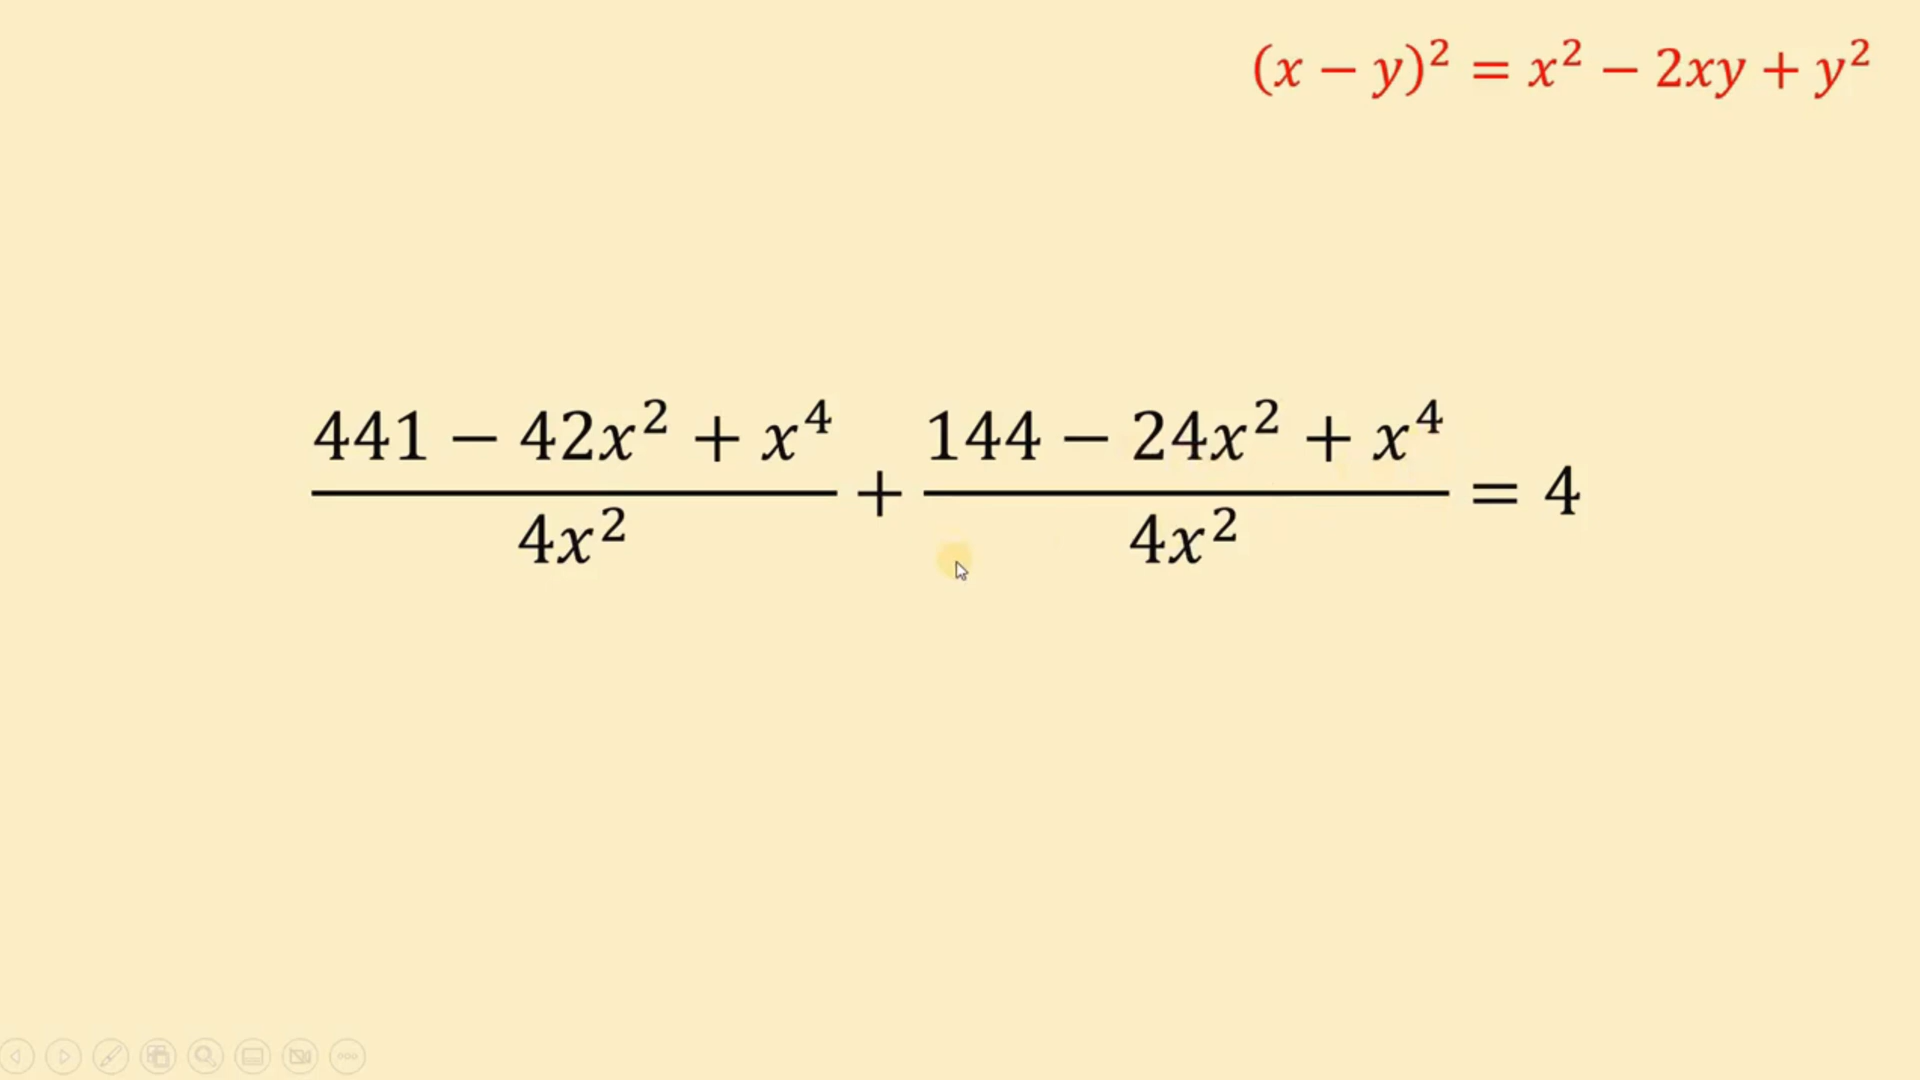 (x − y)² = x² − 2xy + y²
(441 − 42x² + x⁴)/(4x²) + (144 − 24x² + x⁴)/(4x²) = 4